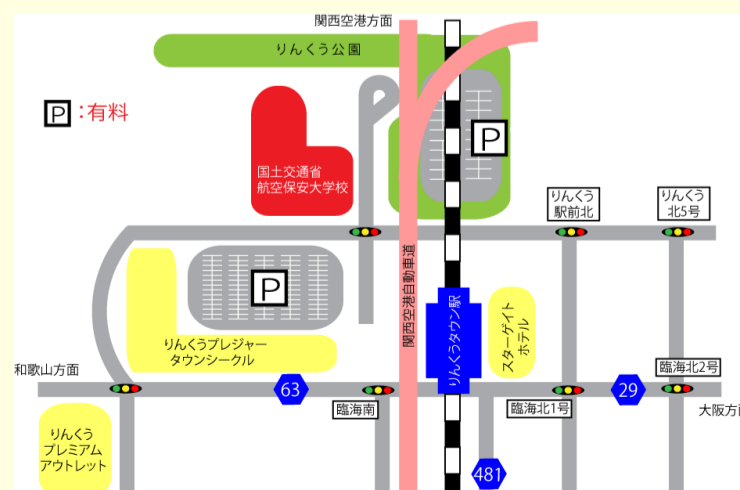 関西空港方面
りんくう公園
P:有料
P
国土交通省
航空保安大学校
りんくう
駅前北
りんくう
北5号
P
関西空港自動車道
りんくうタウン駅
スターゲイト
ホテル
りんくうプレジャー
タウンシークル
和歌山方面
63
臨海南
臨海北1号
29
臨海北2号
大阪方
りんくう
プレミアム
アウトレット
481